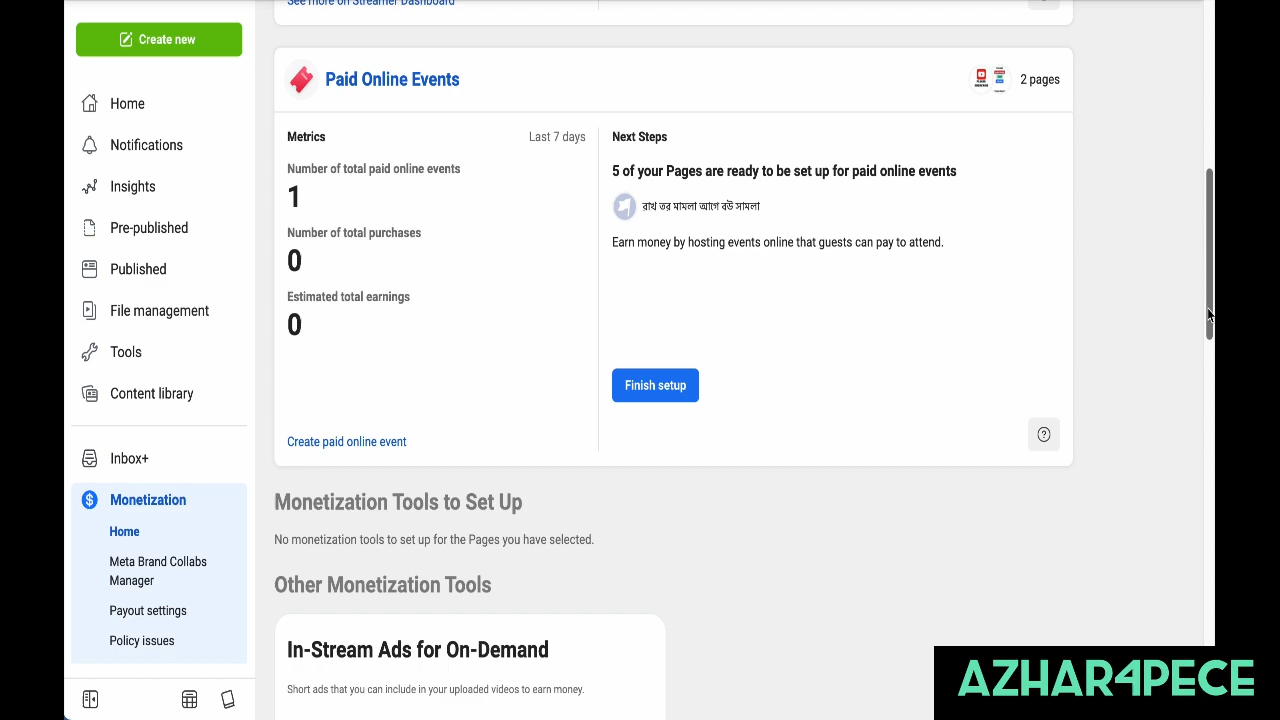 See more on Streamer Dashboard
Create new
Home
Notifications
Insights
Pre-published
Published
File management
Tools
Content library
Inbox+
Monetization
Home
Meta Brand Collabs
Manager
Payout settings
Policy issues
Paid Online Events
2 pages
Metrics
Last 7 days
Number of total paid online events
1
Number of total purchases
0
Estimated total earnings
0
Create paid online event
Next Steps
5 of your Pages are ready to be set up for paid online events
রাখ তর মামলা আগে বউ সামলা
Earn money by hosting events online that guests can pay to attend.
Finish setup
Monetization Tools to Set Up
No monetization tools to set up for the Pages you have selected.
Other Monetization Tools
In-Stream Ads for On-Demand
Short ads that you can include in your uploaded videos to earn money.
AZHAR4PECE